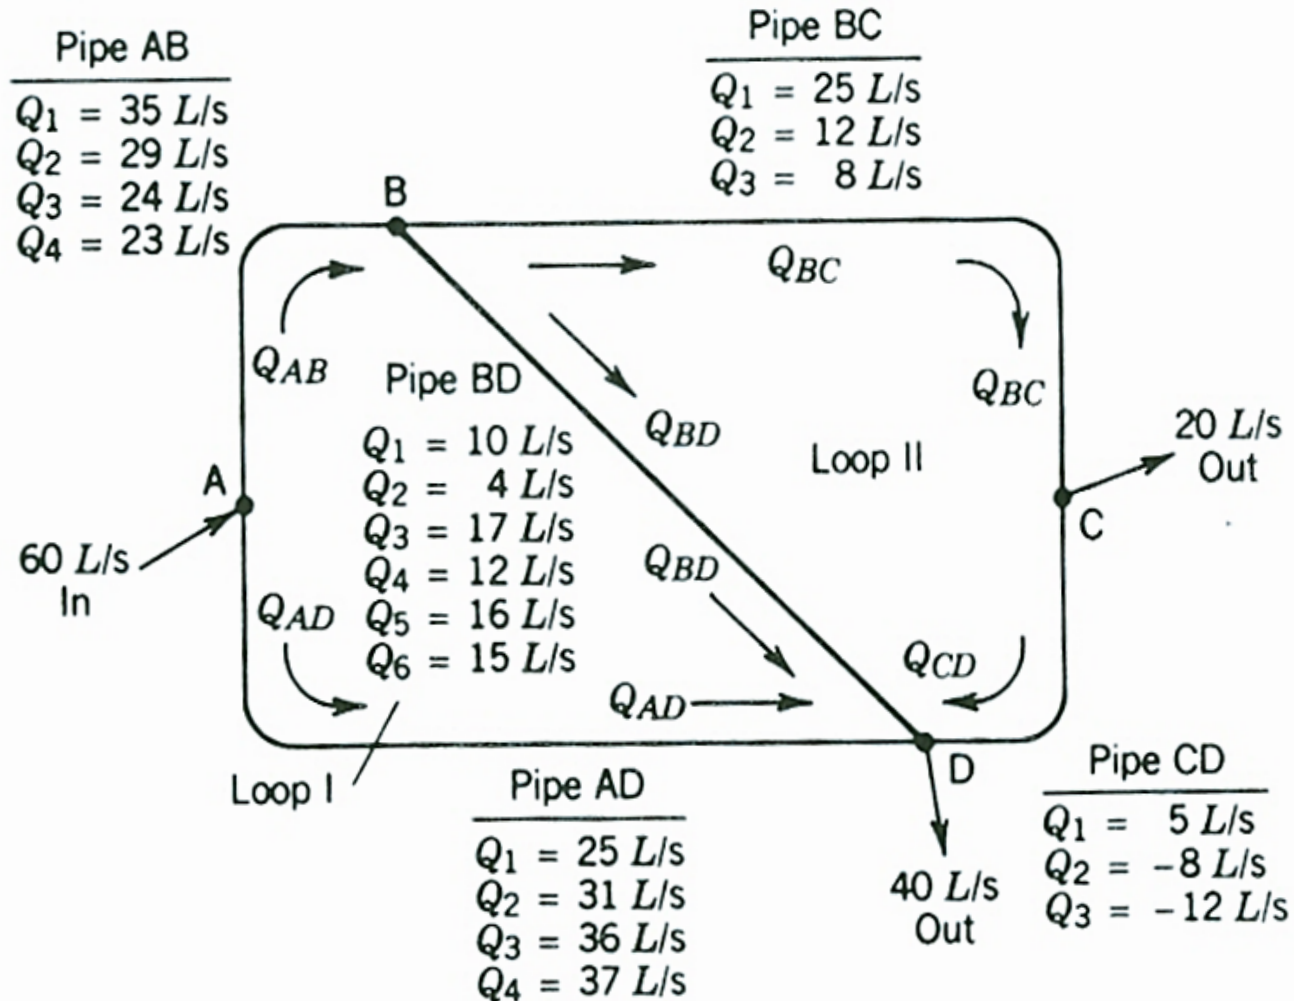 Pipe AB
Q1 = 35 L/s
Q2 = 29 L/s
Q3 = 24 L/s
Q4 = 23 L/s
Pipe BC
Q1 = 25 L/s
Q2 = 12 L/s
Q3 = 8 L/s
B
QBC
QAB
QBC
Pipe BD
Q1 = 10 L/s
Q2 = 4 L/s
Q3 = 17 L/s
Q4 = 12 L/s
Q5 = 16 L/s
Q6 = 15 L/s
QBD
Loop II
20 L/s
Out
A
C
60 L/s
In
QBD
QAD
QCD
QAD
Loop I
D
Pipe AD
Q1 = 25 L/s
Q2 = 31 L/s
Q3 = 36 L/s
Q4 = 37 L/s
40 L/s
Out
Pipe CD
Q1 = 5 L/s
Q2 = -8 L/s
Q3 = -12 L/s